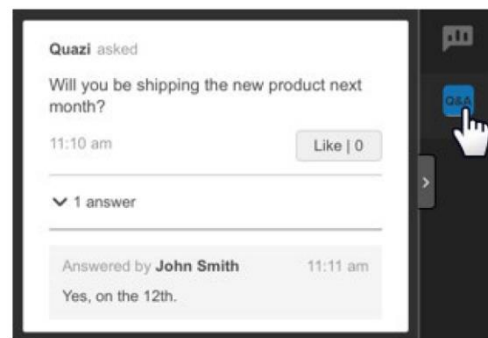 Quazi asked
Will you be shipping the new product next
month?
11:10 am
Like | 0
1 answer
Answered by John Smith
11:11 am
Yes, on the 12th.
Q&A